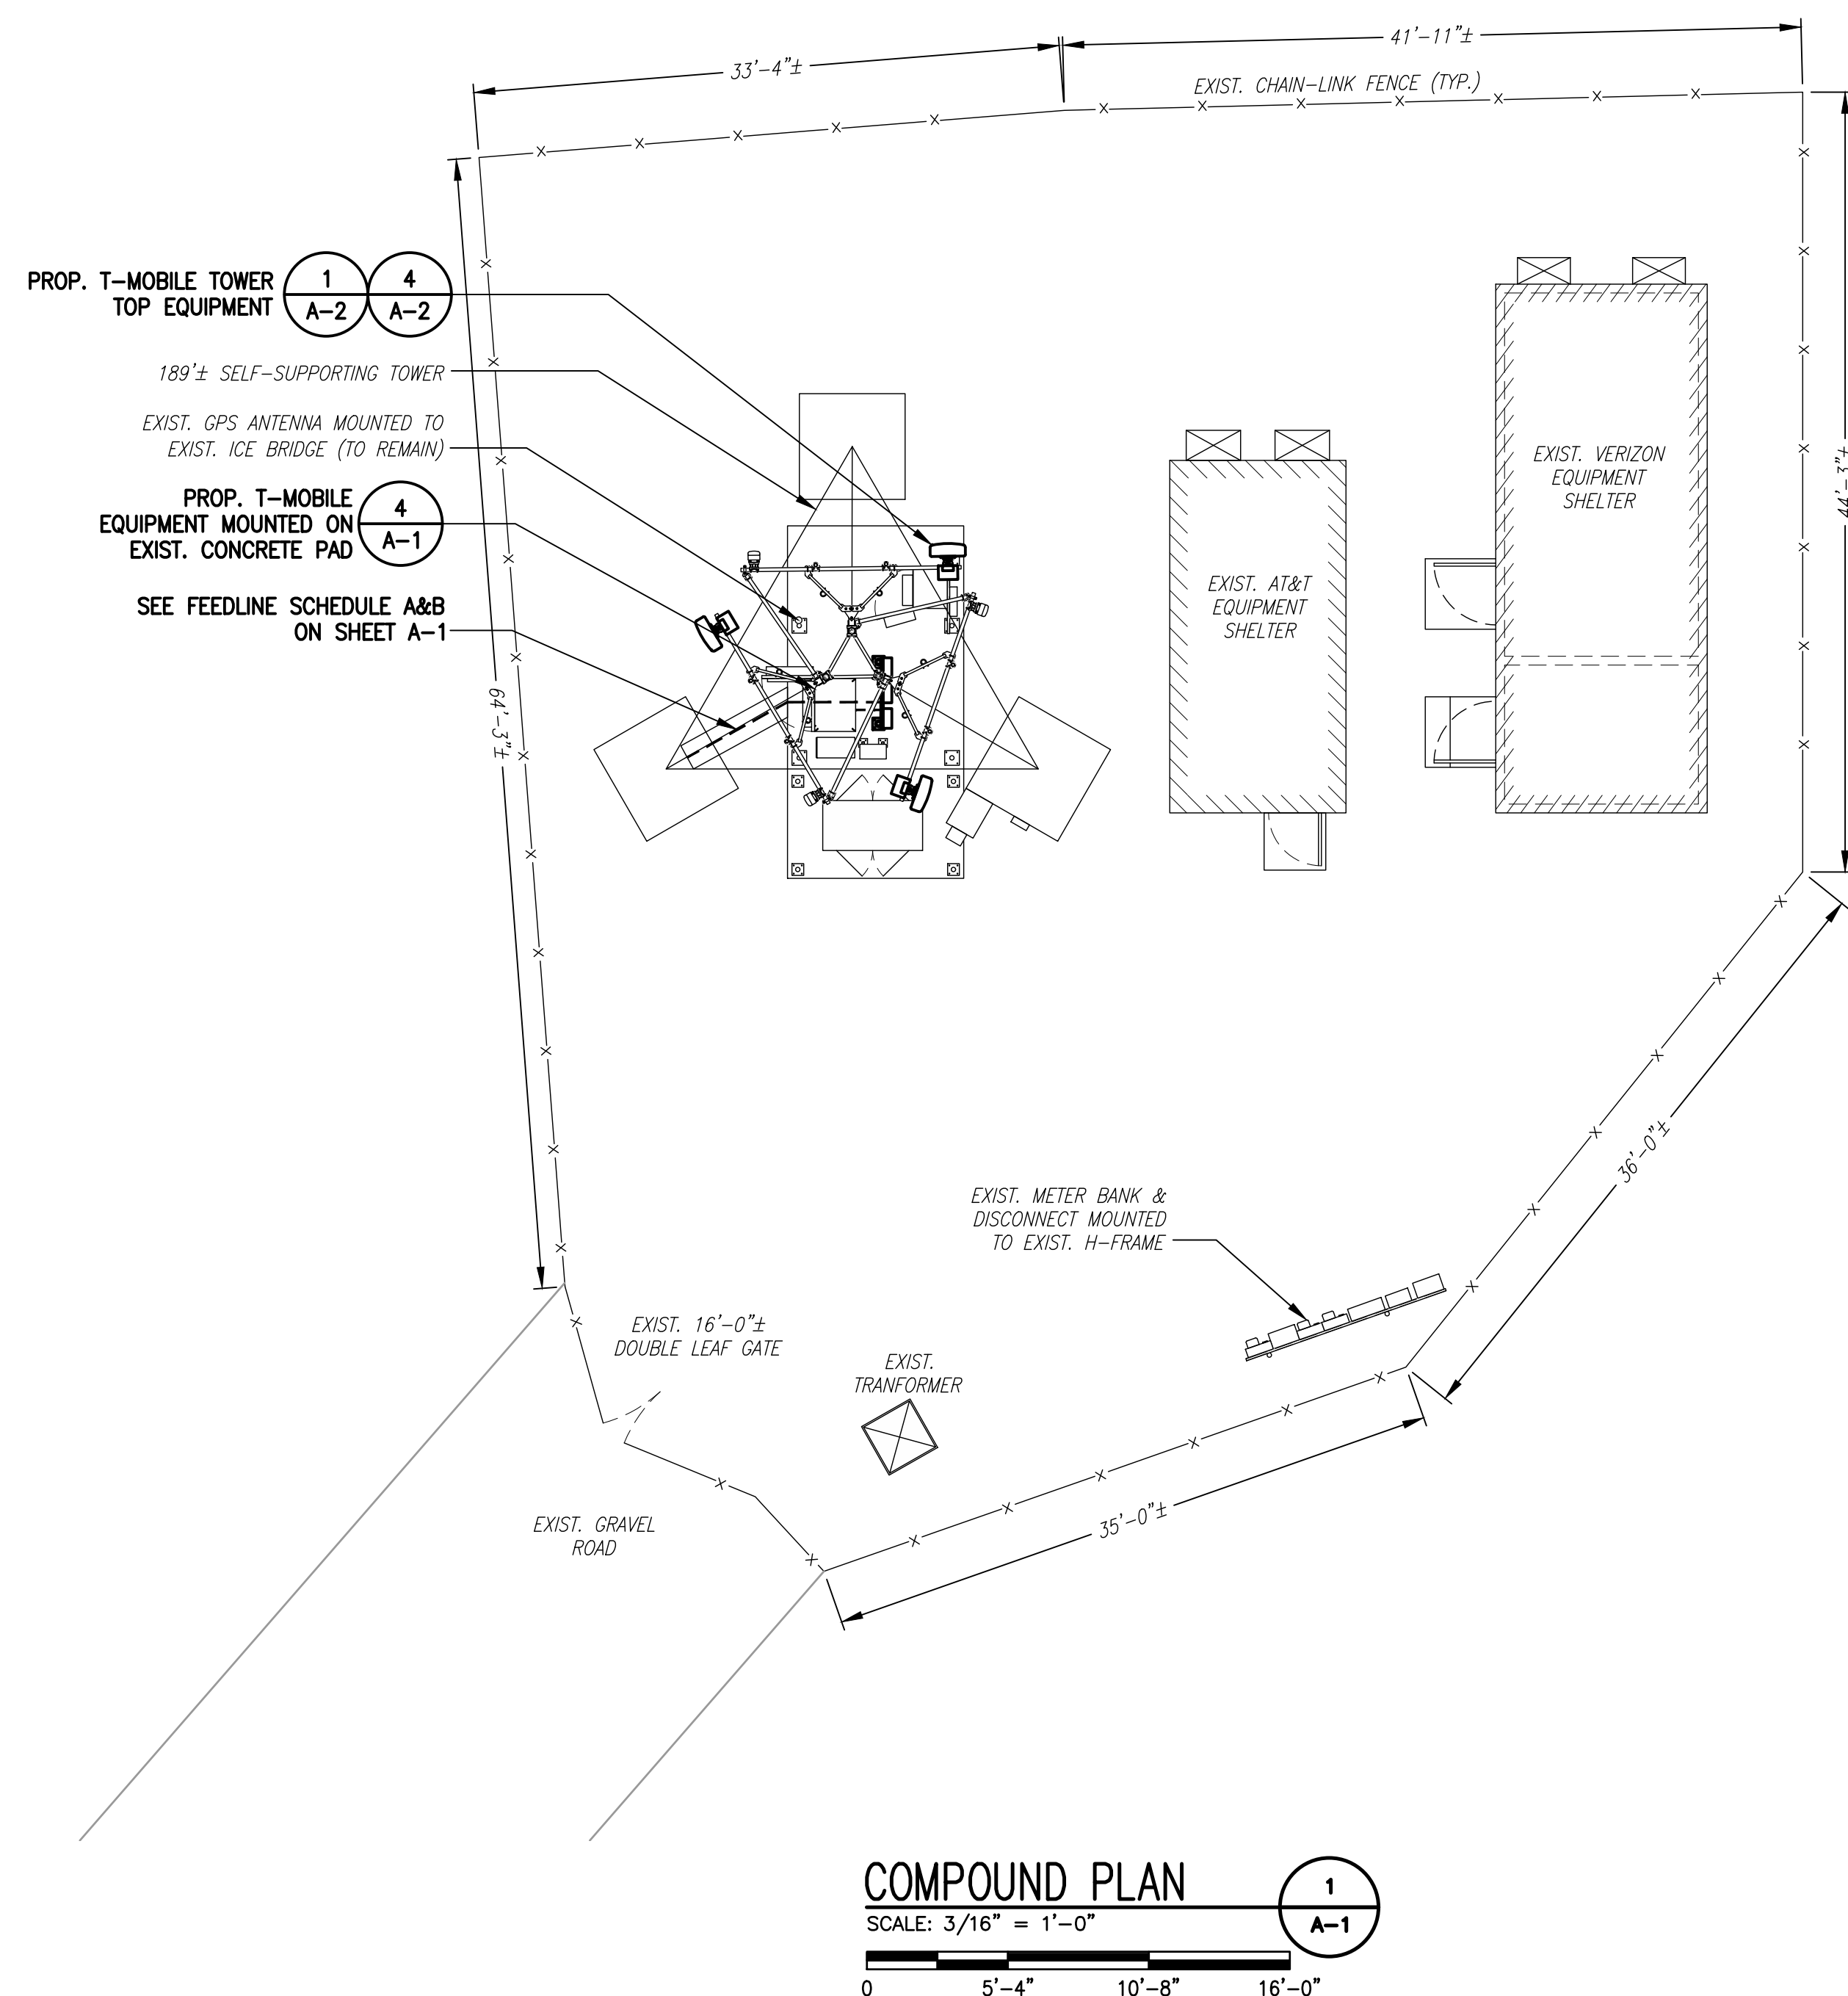 33'-4"±
41'-11"±
EXIST. CHAIN-LINK FENCE (TYP.)
PROP. T-MOBILE TOWER
TOP EQUIPMENT
1
A-2
4
A-2
189'± SELF-SUPPORTING TOWER
EXIST. GPS ANTENNA MOUNTED TO
EXIST. ICE BRIDGE (TO REMAIN)
PROP. T-MOBILE
EQUIPMENT MOUNTED ON
EXIST. CONCRETE PAD
4
A-1
SEE FEEDLINE SCHEDULE A&B
ON SHEET A-1
64'-3"±
EXIST. AT&T
EQUIPMENT
SHELTER
EXIST. VERIZON
EQUIPMENT
SHELTER
44'-3"±
36'-0"±
EXIST. METER BANK &
DISCONNECT MOUNTED
TO EXIST. H-FRAME
EXIST. 16'-0"±
DOUBLE LEAF GATE
EXIST.
TRANFORMER
35'-0"±
EXIST. GRAVEL
ROAD
COMPOUND PLAN
SCALE: 3/16" = 1'-0"
1
A-1
0 5'-4" 10'-8" 16'-0"